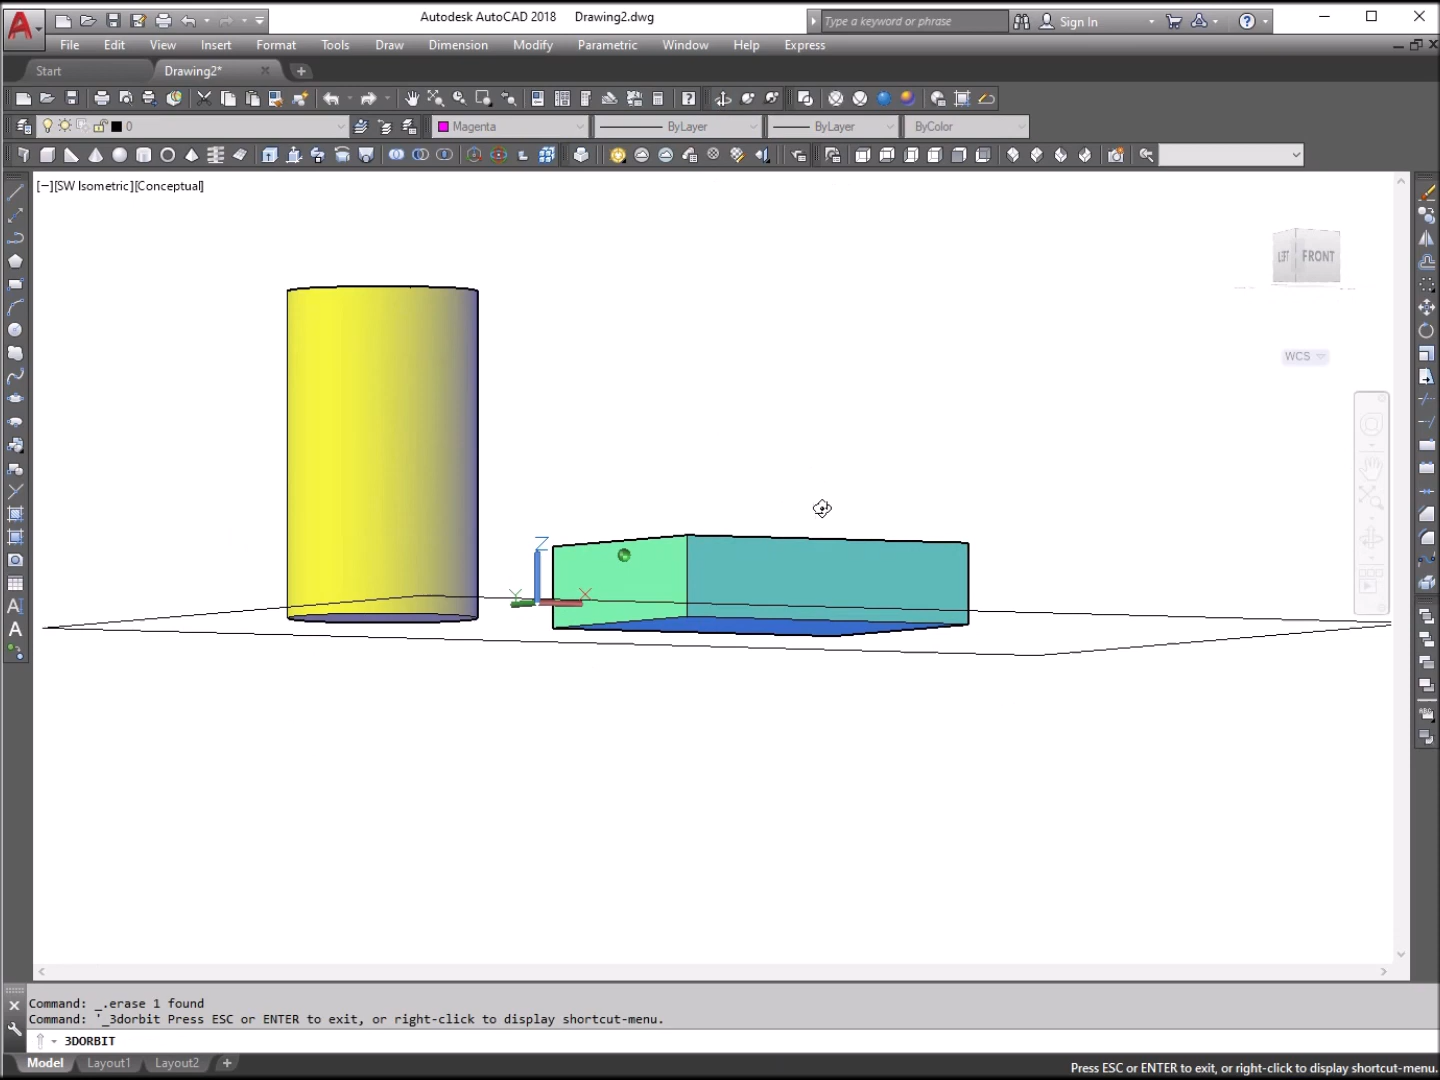 Autodesk AutoCAD 2018 Drawing2.dwg
Type a keyword or phrase
Sign In
File Edit View Insert Format Tools Draw Dimension Modify Parametric Window Help Express
Start Drawing2*
0
Magenta
ByLayer
ByLayer
ByColor
[−][SW Isometric][Conceptual]
LEFT FRONT
WCS
Z
Y X
Command: _.erase 1 found
Command: '_3dorbit Press ESC or ENTER to exit, or right-click to display shortcut-menu.
3DORBIT
Model Layout1 Layout2
Press ESC or ENTER to exit, or right-click to display shortcut-menu.